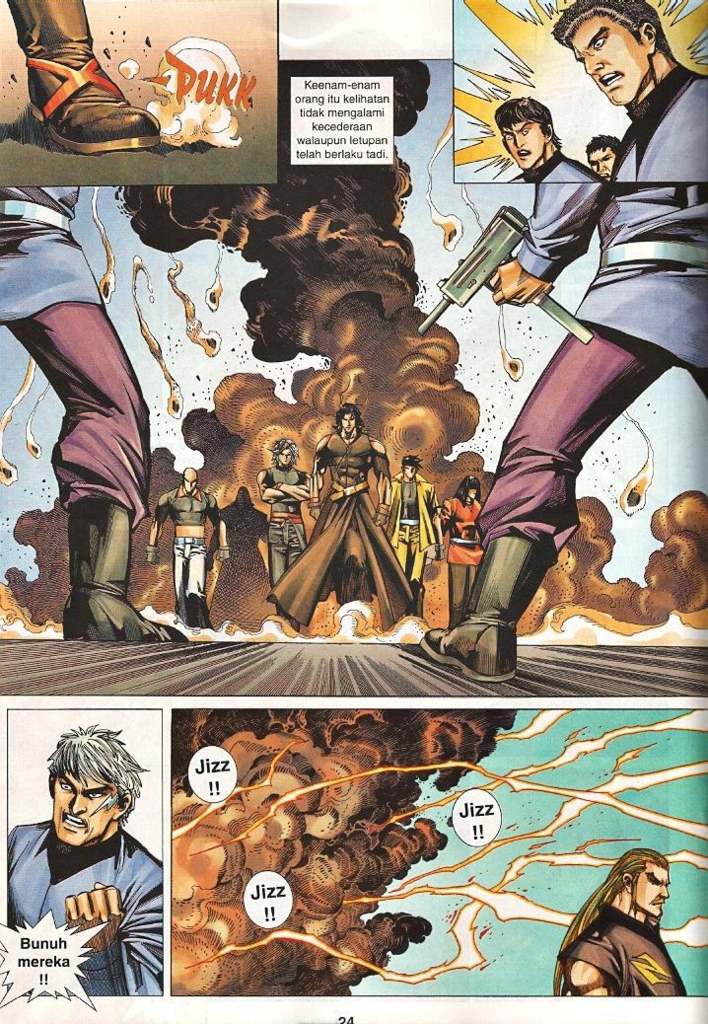 PUKK
Keenam-enam
orang itu kelihatan
tidak mengalami
kecederaan
walaupun letupan
telah berlaku tadi.
Bunuh
mereka
!!
Jizz
!!
Jizz
!!
Jizz
!!
24